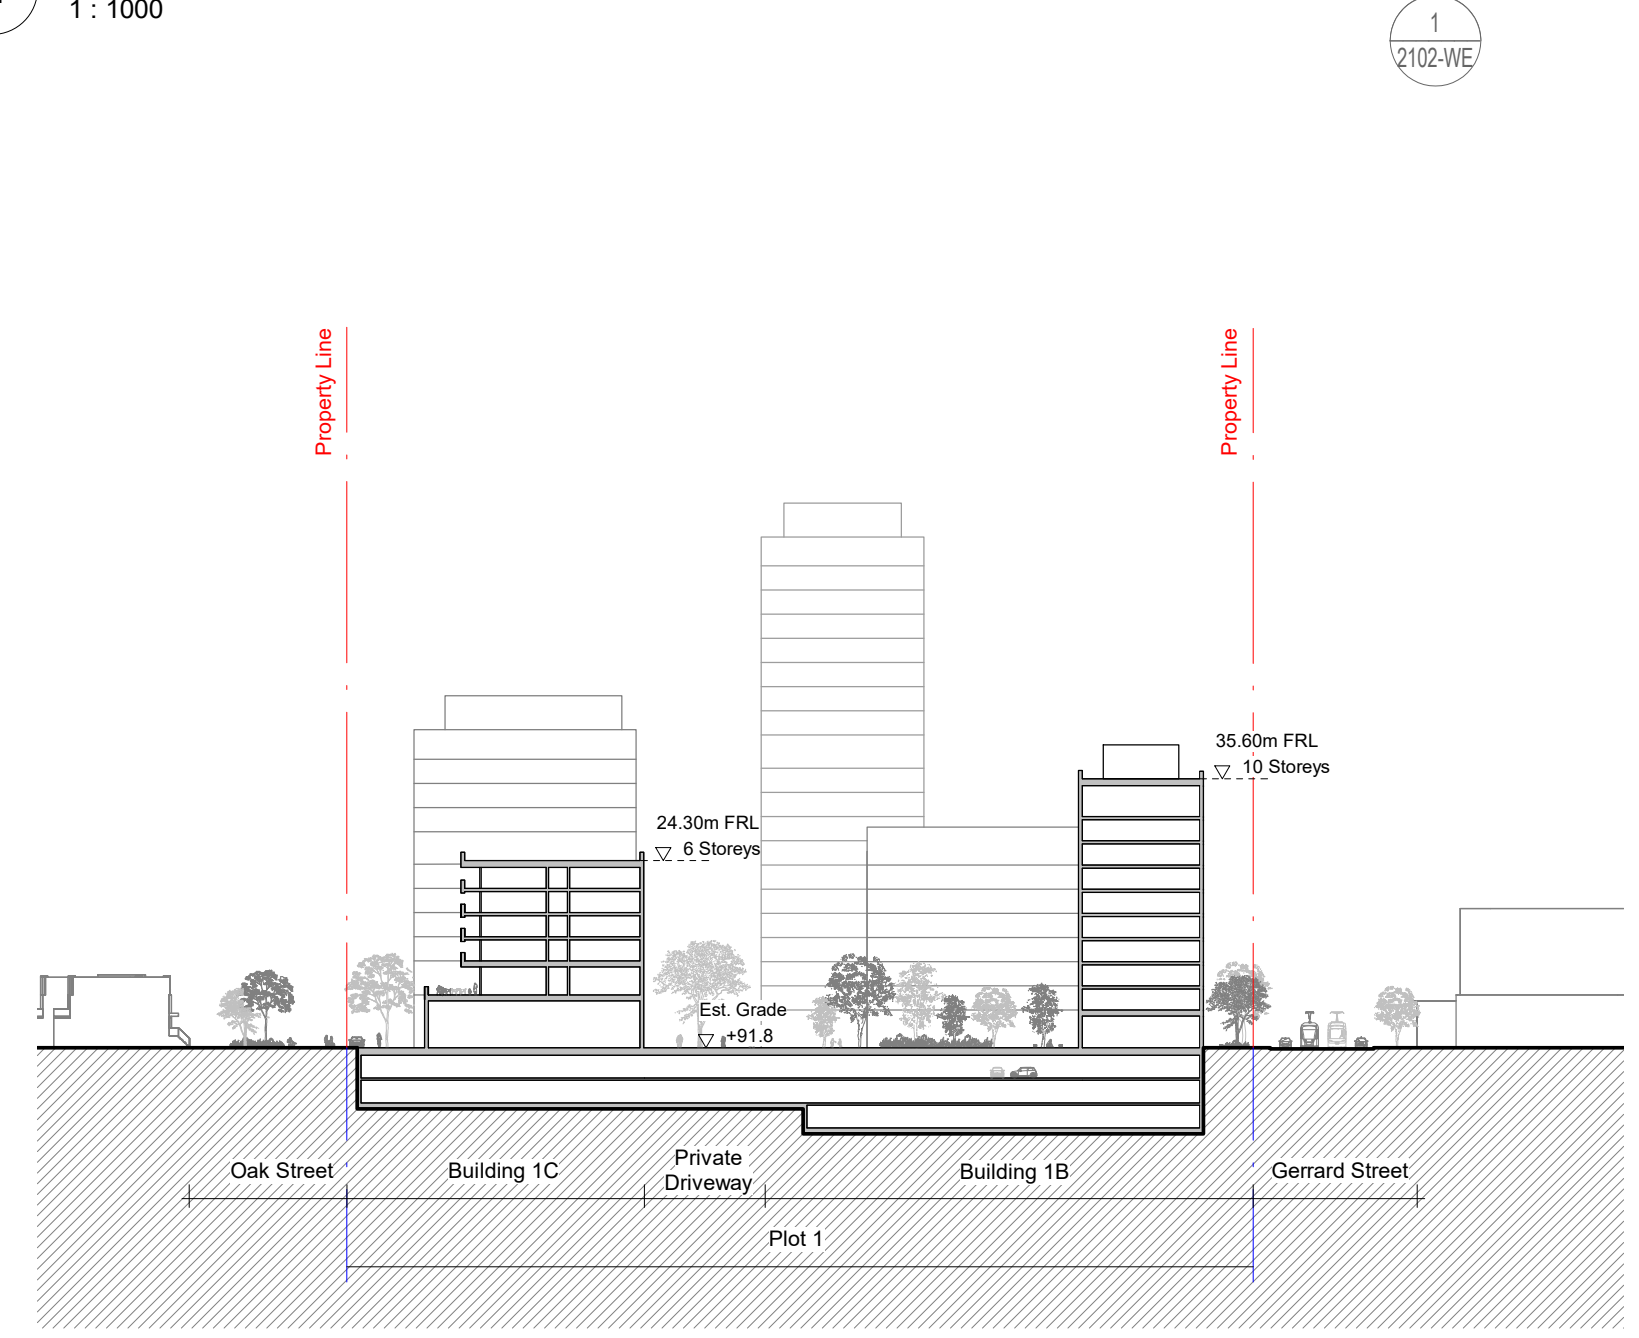 1 : 1000
1
2102-WE
Property Line
Property Line
35.60m FRL
10 Storeys
24.30m FRL
6 Storeys
Est. Grade
+91.8
Oak Street
Building 1C
Private
Driveway
Building 1B
Gerrard Street
Plot 1